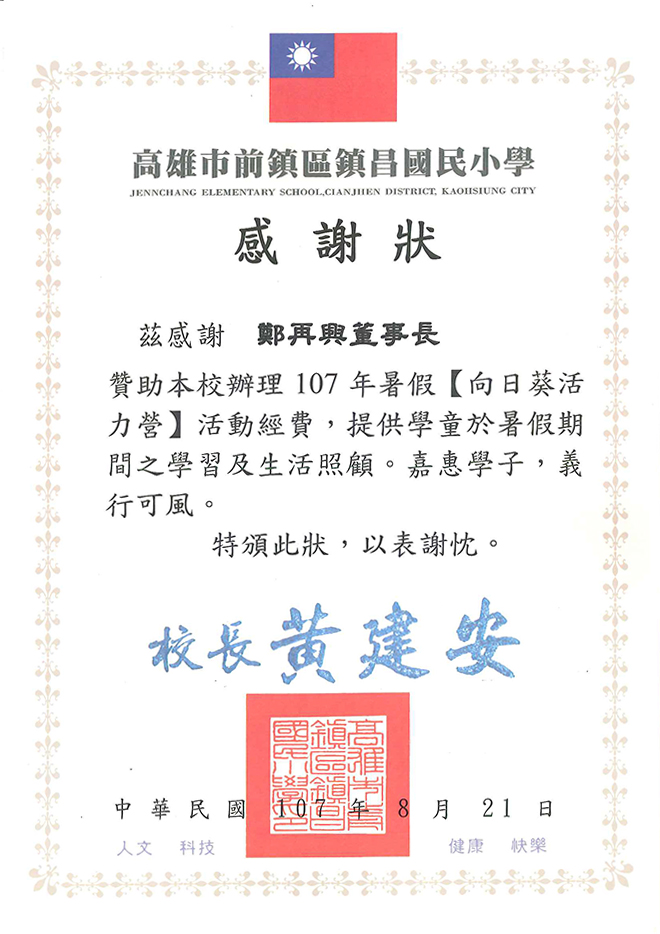 高雄市前鎮區鎮昌國民小學
JENNCHANG ELEMENTARY SCHOOL,CIANJHEN DISTRICT, KAOHSIUNG CITY
感謝狀
茲感謝 鄭再興董事長
贊助本校辦理 107 年暑假【向日葵活
力營】活動經費，提供學童於暑假期
間之學習及生活照顧。嘉惠學子，義
行可風。
特頒此狀，以表謝忱。
校長 黃建安
高雄市前
鎮區鎮昌
國民小學印
中華民國 107 年 8 月 21 日
人文 科技 健康 快樂